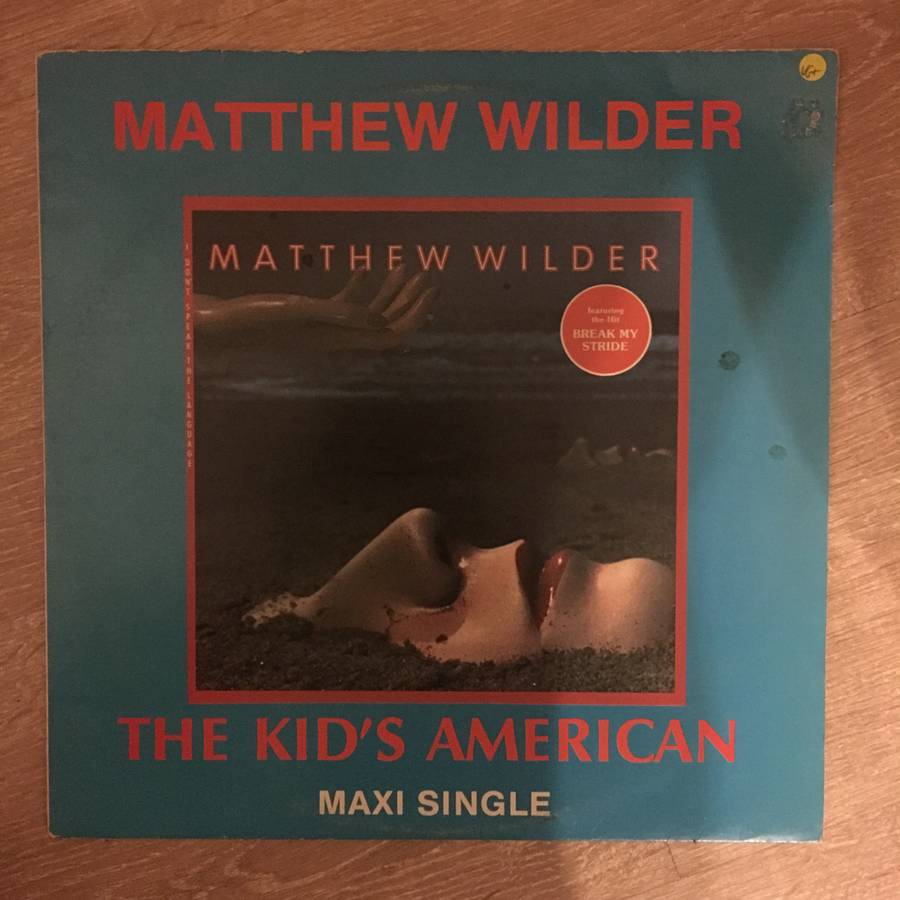 VG+
MATTHEW WILDER
MATTHEW WILDER
I DON'T SPEAK THE LANGUAGE
featuring
the Hit
BREAK MY
STRIDE
THE KID'S AMERICAN
MAXI SINGLE